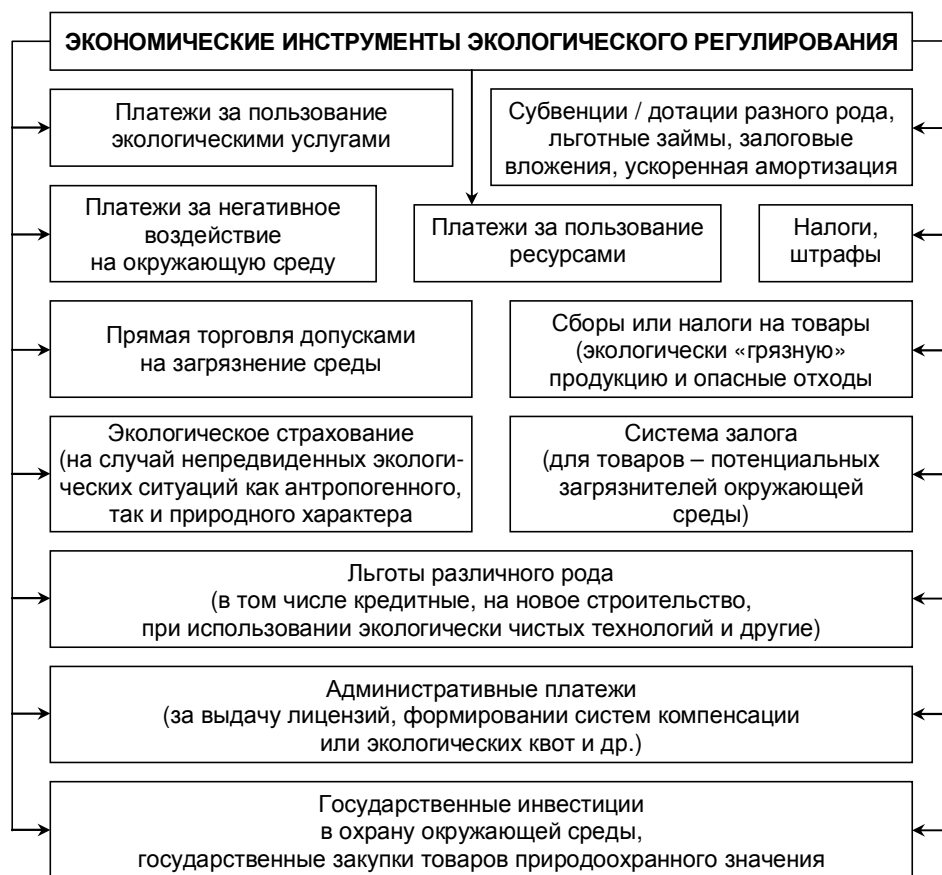 ЭКОНОМИЧЕСКИЕ ИНСТРУМЕНТЫ ЭКОЛОГИЧЕСКОГО РЕГУЛИРОВАНИЯ
Платежи за пользование
экологическими услугами
Субвенции / дотации разного рода,
льготные займы, залоговые
вложения, ускоренная амортизация
Платежи за негативное
воздействие
на окружающую среду
Платежи за пользование
ресурсами
Налоги,
штрафы
Прямая торговля допусками
на загрязнение среды
Сборы или налоги на товары
(экологически «грязную»
продукцию и опасные отходы
Экологическое страхование
(на случай непредвиденных экологи-
ческих ситуаций как антропогенного,
так и природного характера
Система залога
(для товаров – потенциальных
загрязнителей окружающей
среды)
Льготы различного рода
(в том числе кредитные, на новое строительство,
при использовании экологически чистых технологий и другие)
Административные платежи
(за выдачу лицензий, формировании систем компенсации
или экологических квот и др.)
Государственные инвестиции
в охрану окружающей среды,
государственные закупки товаров природоохранного значения